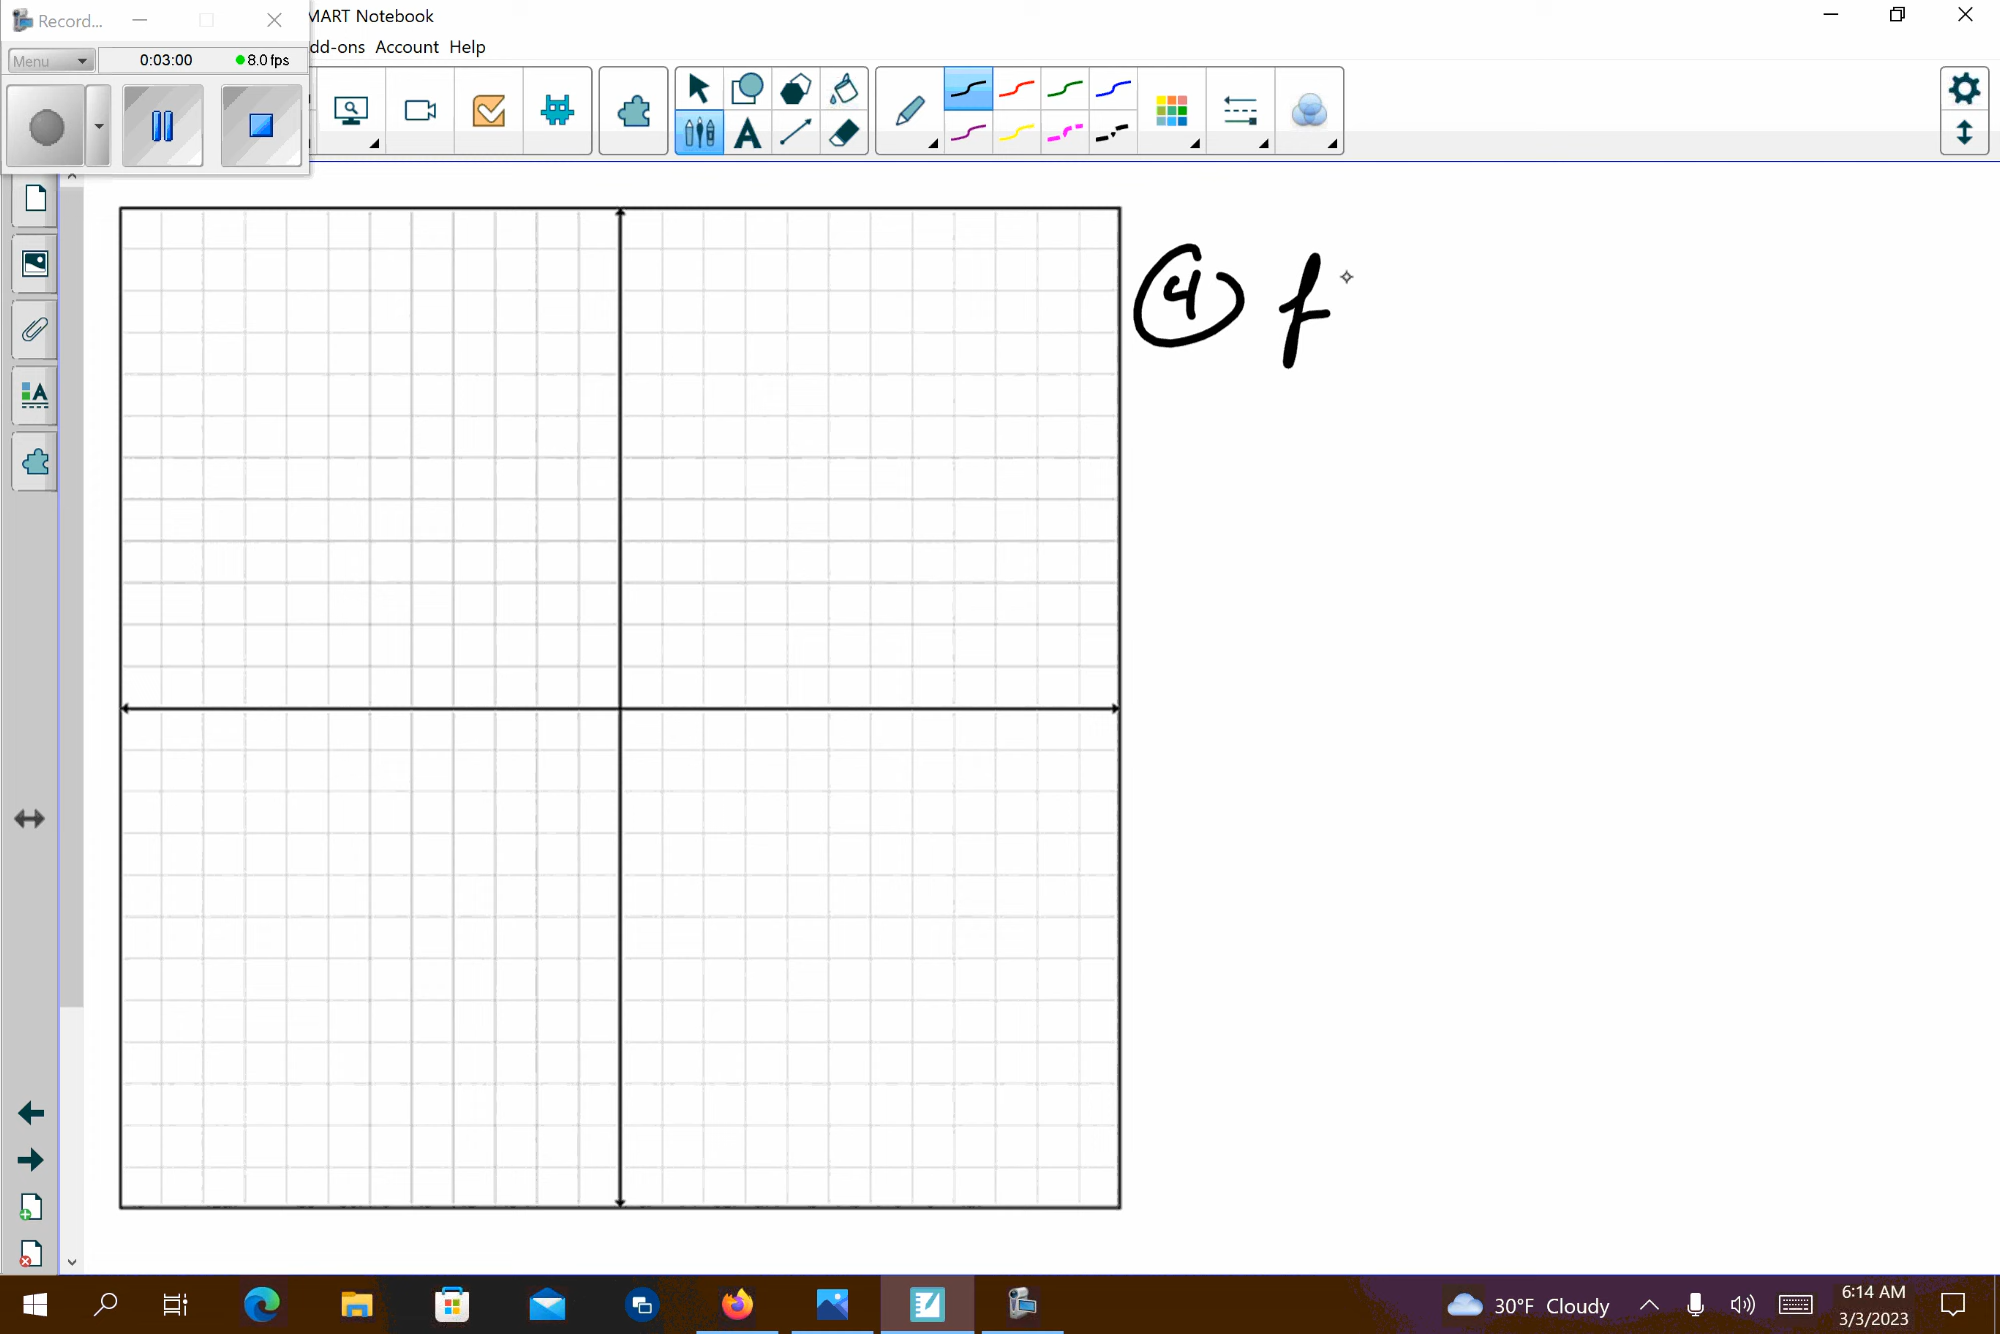 Record...
MART Notebook
dd-ons Account Help
Menu 0:03:00 8.0 fps
A
A
④ f
30°F Cloudy
6:14 AM
3/3/2023